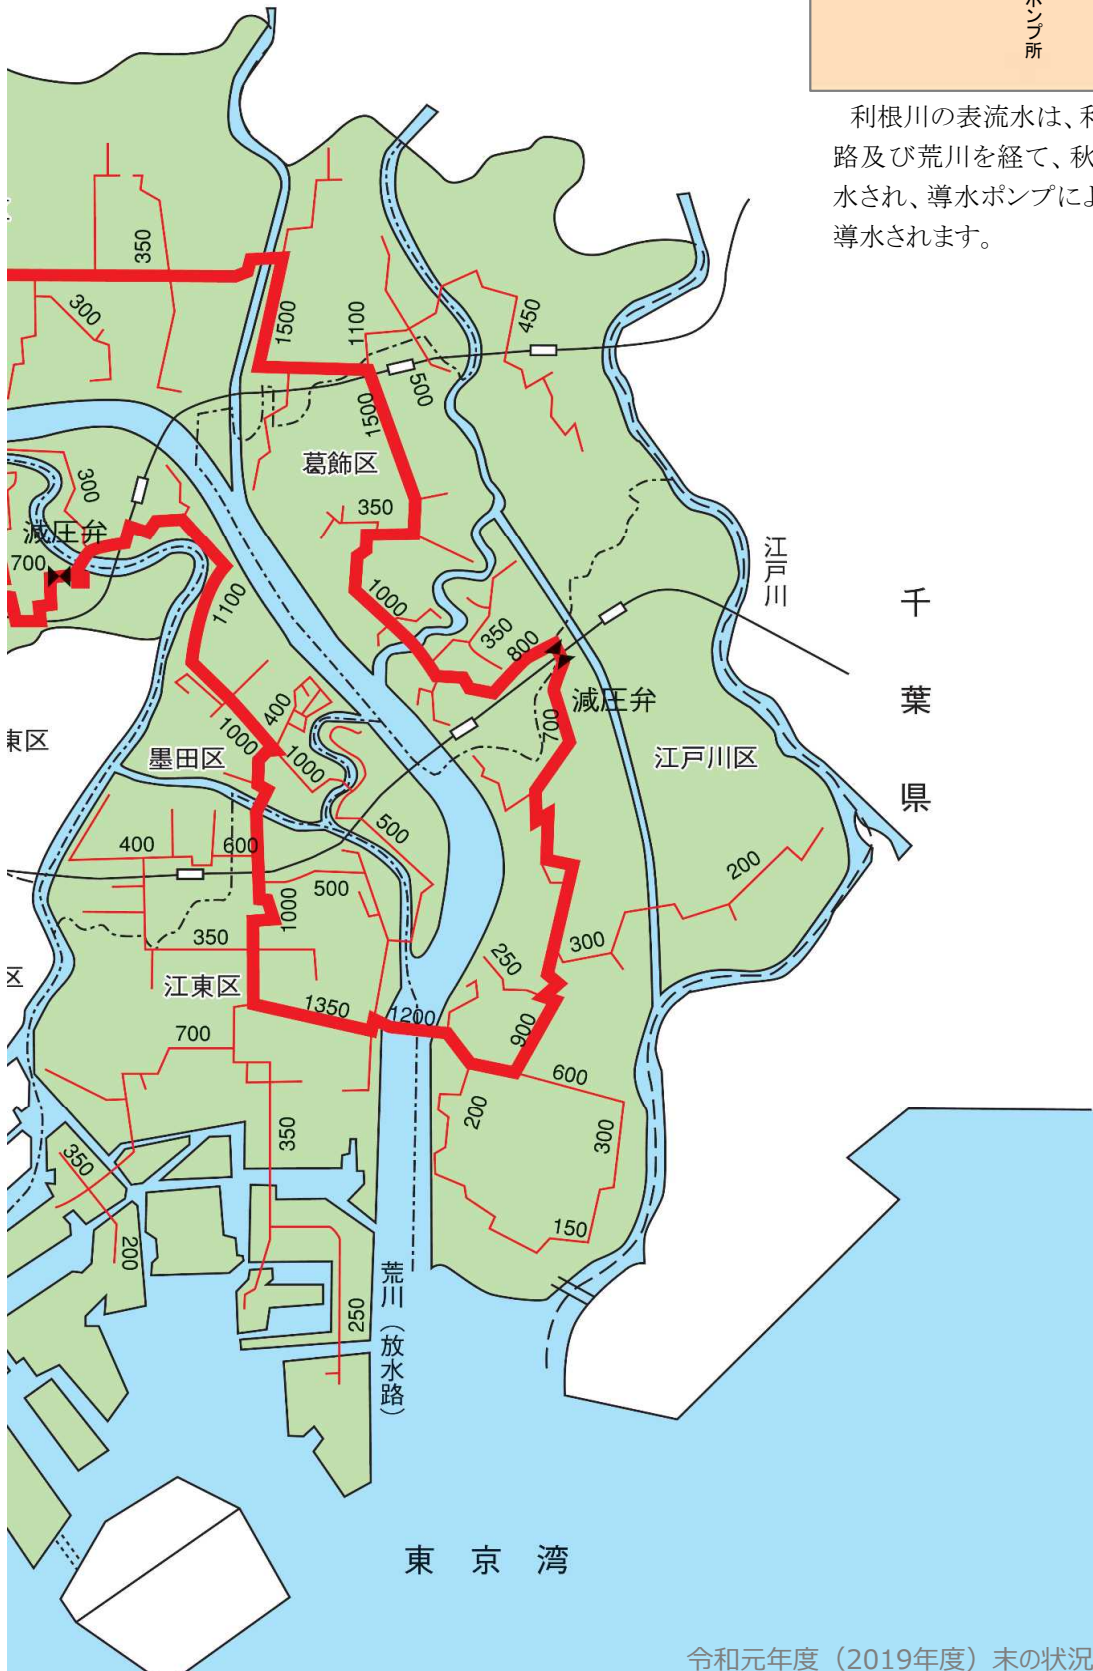 ンプ所
利根川の表流水は、利
路及び荒川を経て、秋
水され、導水ポンプによ
導水されます。
350
300
1500
1100
450
500
1500
葛飾区
300
350
減圧弁
700
江戸川
千葉県
1100
1000
350
800
減圧弁
400
700
1000
1000
東区
墨田区
江戸川区
500
400
600
200
500
1000
350
300
250
区
江東区
1350
1200
900
700
600
200
350
300
350
150
200
250
荒川(放水路)
東京湾
令和元年度（2019年度）末の状況